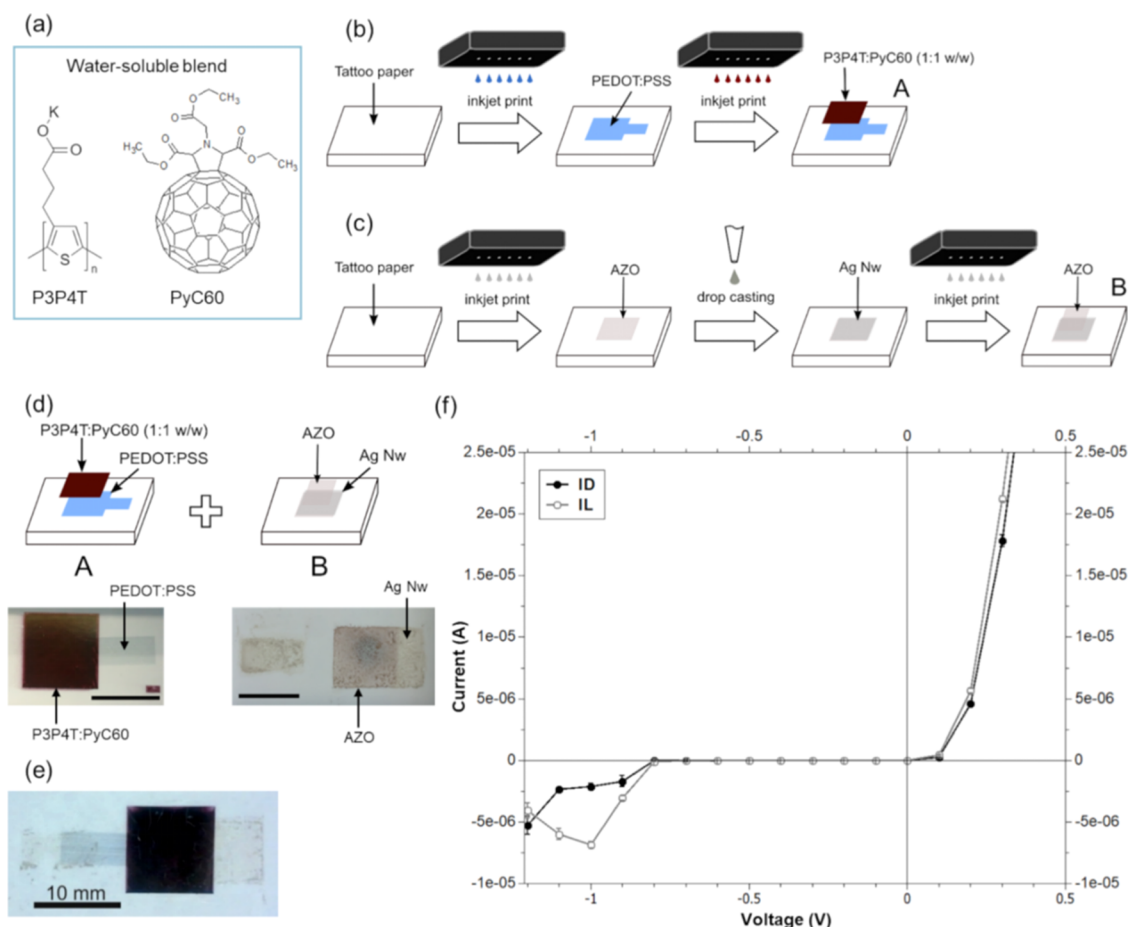 (a)
Water-soluble blend
K
O
O
S
n
P3P4T
O
CH₃
O
O
H₃C
O
O
N
O
O
CH₃
PyC60
(b)
Tattoo paper
inkjet print
PEDOT:PSS
inkjet print
P3P4T:PyC60 (1:1 w/w)
A
(c)
Tattoo paper
inkjet print
AZO
drop casting
Ag Nw
inkjet print
AZO
B
(d)
P3P4T:PyC60 (1:1 w/w)
PEDOT:PSS
A
AZO
Ag Nw
B
PEDOT:PSS
P3P4T:PyC60
Ag Nw
AZO
(e)
10 mm
(f)
-1
-0.5
0
0.5
2.5e-05
2e-05
1.5e-05
1e-05
5e-06
0
-5e-06
-1e-05
2.5e-05
2e-05
1.5e-05
1e-05
5e-06
0
-5e-06
-1e-05
ID
IL
Current (A)
-1
-0.5
0
0.5
Voltage (V)